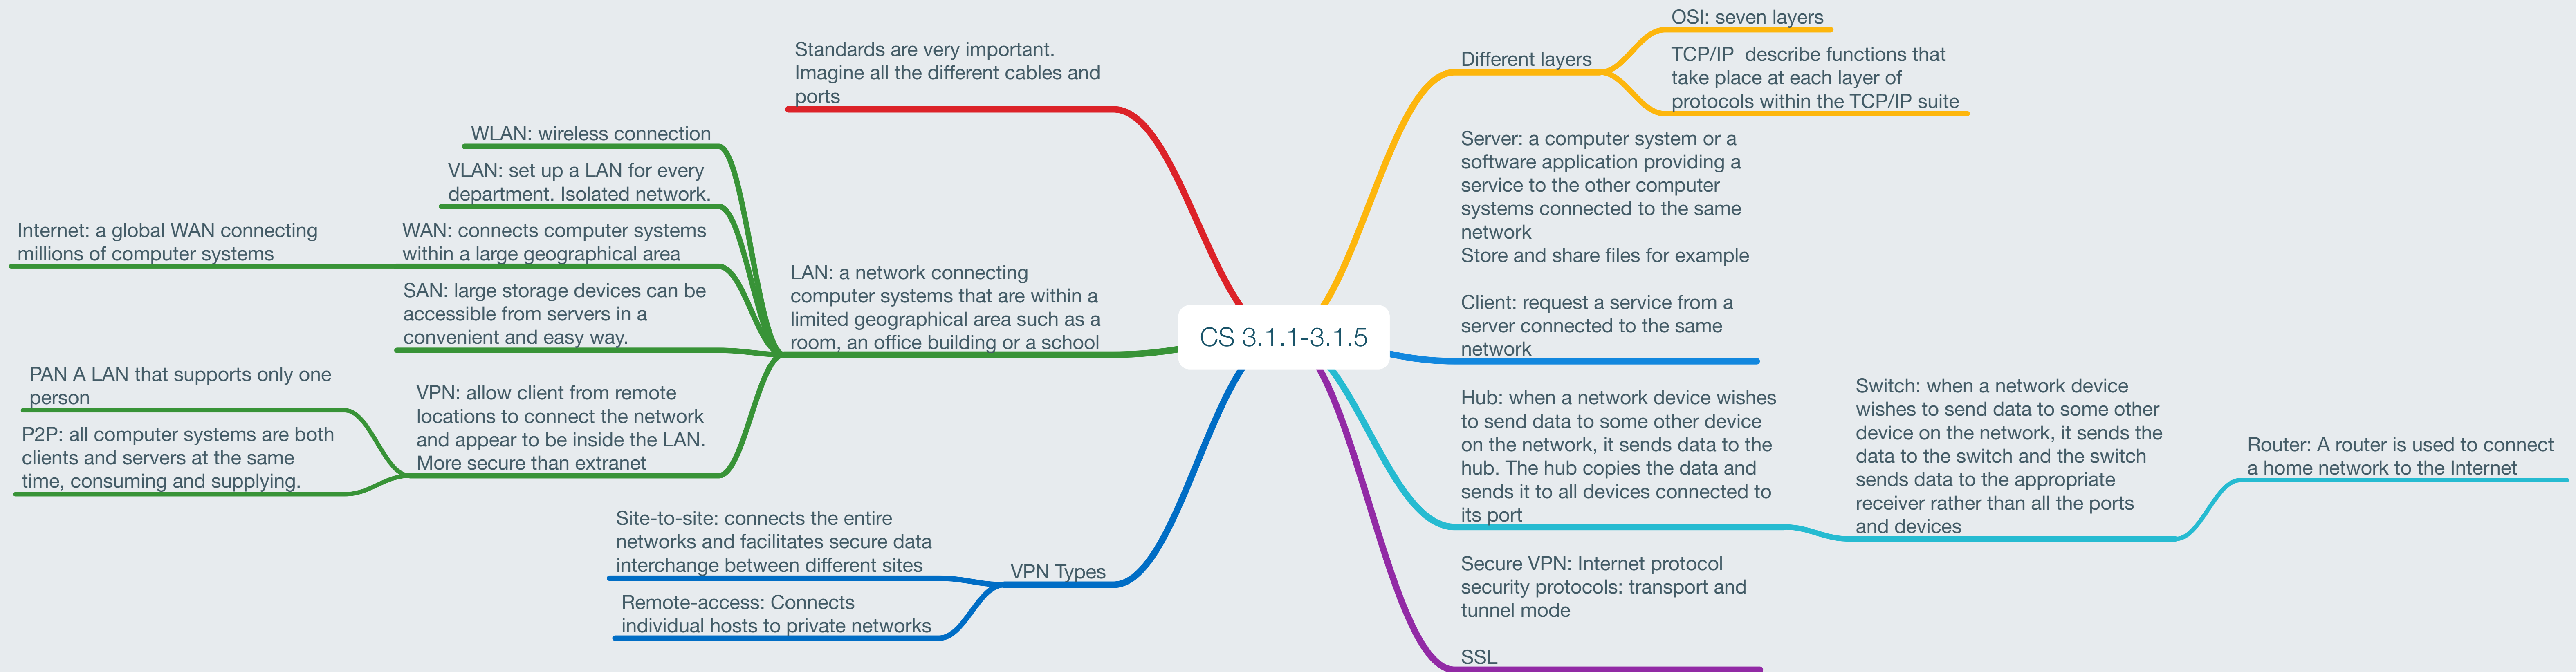 OSI: seven layers
Different layers
TCP/IP  describe functions that
take place at each layer of
protocols within the TCP/IP suite
Standards are very important.
Imagine all the different cables and
ports
WLAN: wireless connection
VLAN: set up a LAN for every
department. Isolated network.
Internet: a global WAN connecting
millions of computer systems
WAN: connects computer systems
within a large geographical area
SAN: large storage devices can be
accessible from servers in a
convenient and easy way.
PAN A LAN that supports only one
person
P2P: all computer systems are both
clients and servers at the same
time, consuming and supplying.
VPN: allow client from remote
locations to connect the network
and appear to be inside the LAN.
More secure than extranet
LAN: a network connecting
computer systems that are within a
limited geographical area such as a
room, an office building or a school
CS 3.1.1-3.1.5
Server: a computer system or a
software application providing a
service to the other computer
systems connected to the same
network
Store and share files for example
Client: request a service from a
server connected to the same
network
Hub: when a network device wishes
to send data to some other device
on the network, it sends data to the
hub. The hub copies the data and
sends it to all devices connected to
its port
Switch: when a network device
wishes to send data to some other
device on the network, it sends the
data to the switch and the switch
sends data to the appropriate
receiver rather than all the ports
and devices
Router: A router is used to connect
a home network to the Internet
Site-to-site: connects the entire
networks and facilitates secure data
interchange between different sites
VPN Types
Remote-access: Connects
individual hosts to private networks
Secure VPN: Internet protocol
security protocols: transport and
tunnel mode
SSL